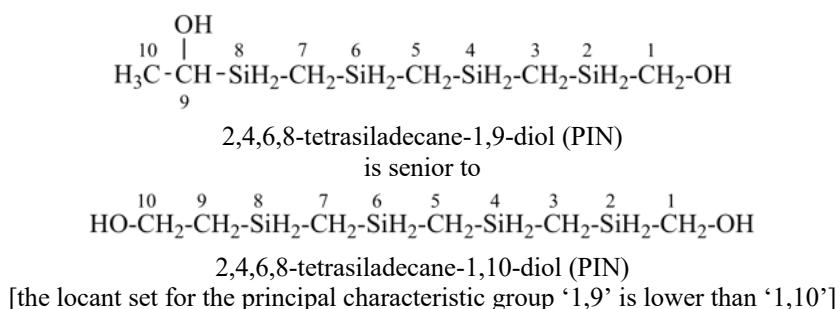 OH
10 | 8 7 6 5 4 3 2 1
H₃C-CH-SiH₂-CH₂-SiH₂-CH₂-SiH₂-CH₂-SiH₂-CH₂-OH
9
2,4,6,8-tetrasiladecane-1,9-diol (PIN)
is senior to
10 9 8 7 6 5 4 3 2 1
HO-CH₂-CH₂-SiH₂-CH₂-SiH₂-CH₂-SiH₂-CH₂-SiH₂-CH₂-OH
2,4,6,8-tetrasiladecane-1,10-diol (PIN)
[the locant set for the principal characteristic group ‘1,9’ is lower than ‘1,10’]